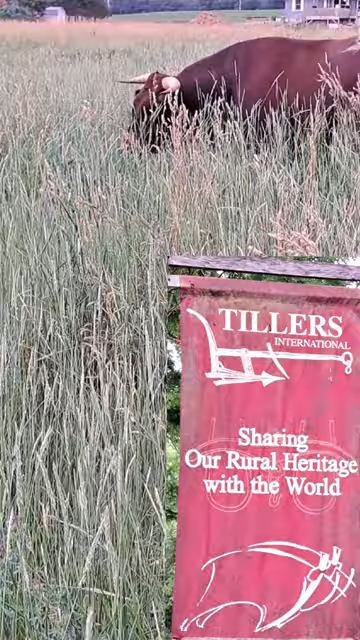 TILLERS
INTERNATIONAL
Sharing
Our Rural Heritage
with the World